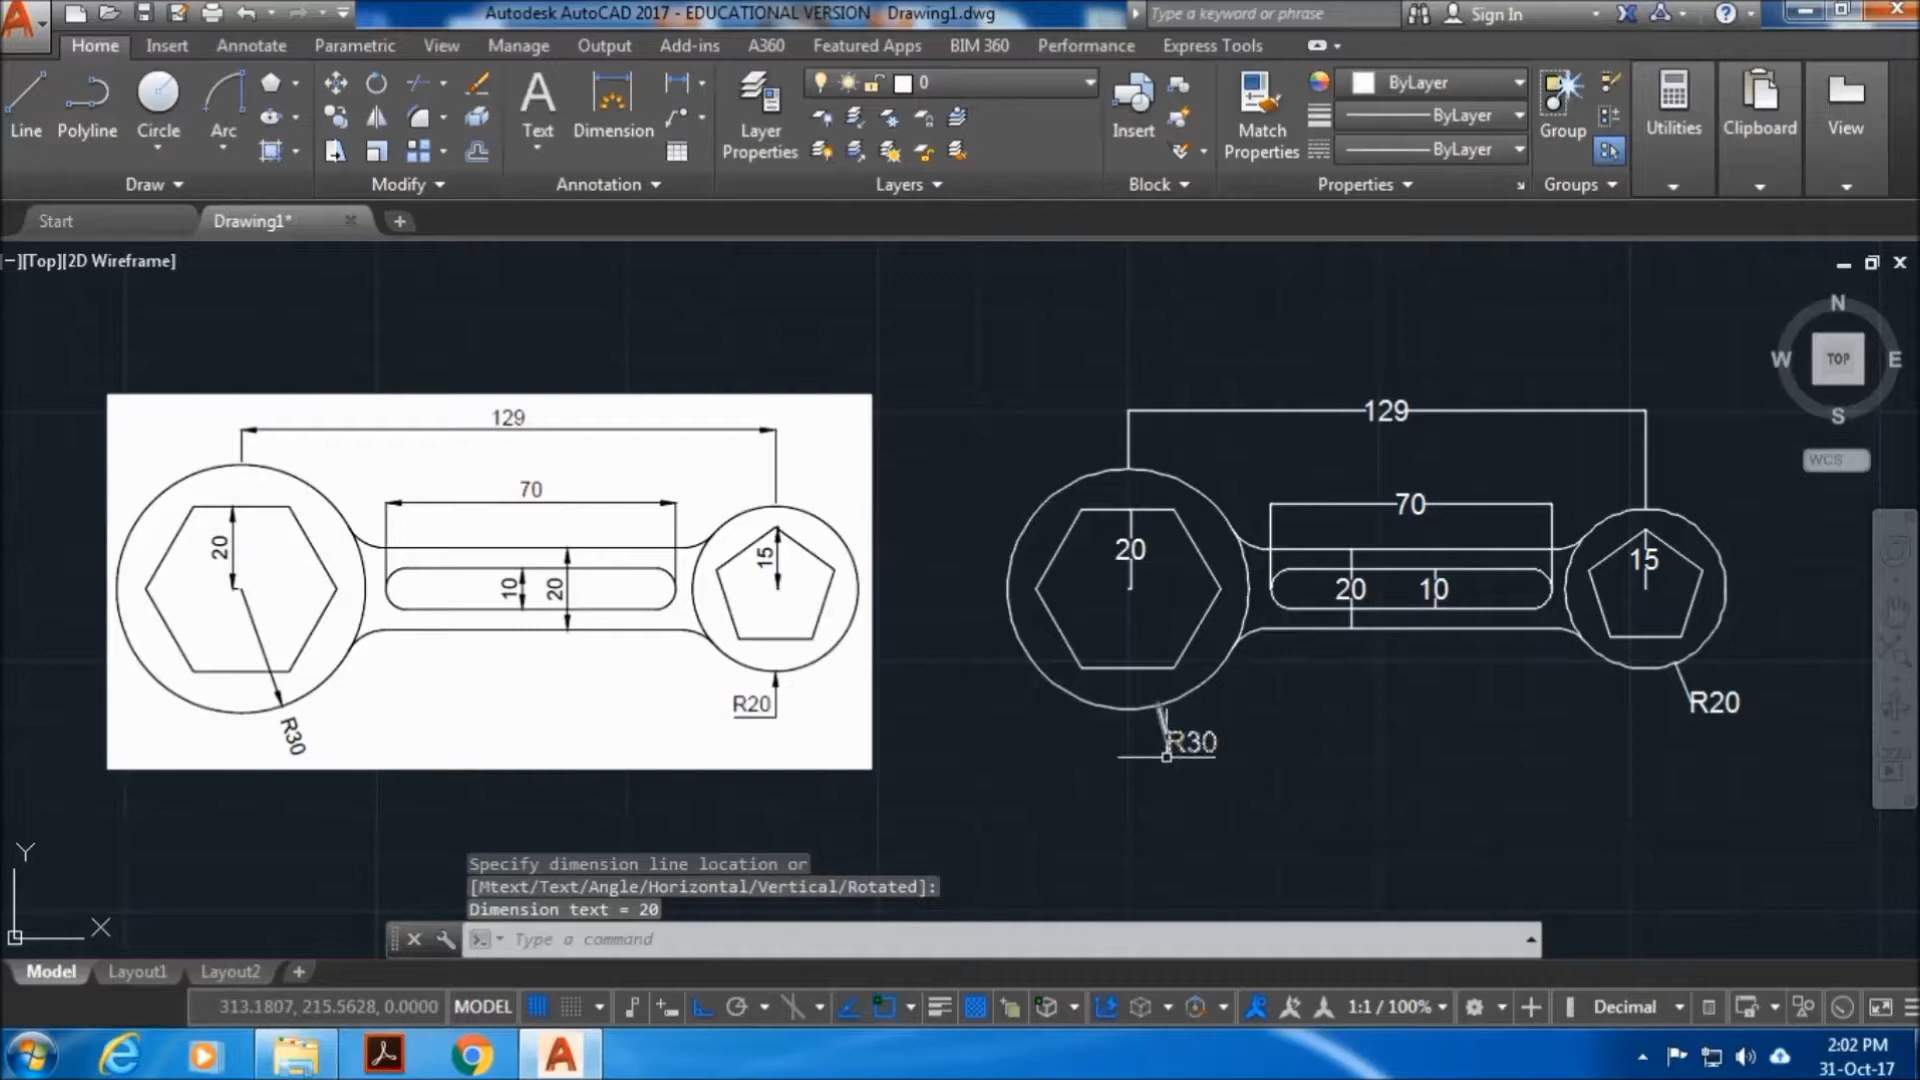 Autodesk AutoCAD 2017 - EDUCATIONAL VERSION Drawing1.dwg
Type a keyword or phrase
Sign In
Home Insert Annotate Parametric View Manage Output Add-ins A360 Featured Apps BIM 360 Performance Express Tools
Line Polyline Circle Arc
Draw
Modify
Text Dimension
Annotation
Layer Properties
0
Layers
Insert
Block
Match Properties
ByLayer
ByLayer
ByLayer
Properties
Group
Groups
Utilities
Clipboard
View
Start
Drawing1*
[−][Top][2D Wireframe]
N
W TOP E
S
WCS
129
70
20
10
20
15
R30
R20
129
70
20
20
10
15
R30
R20
Y
X
Specify dimension line location or
[Mtext/Text/Angle/Horizontal/Vertical/Rotated]:
Dimension text = 20
Type a command
Model Layout1 Layout2
313.1807, 215.5628, 0.0000 MODEL
1:1 / 100%
Decimal
2:02 PM
31-Oct-17